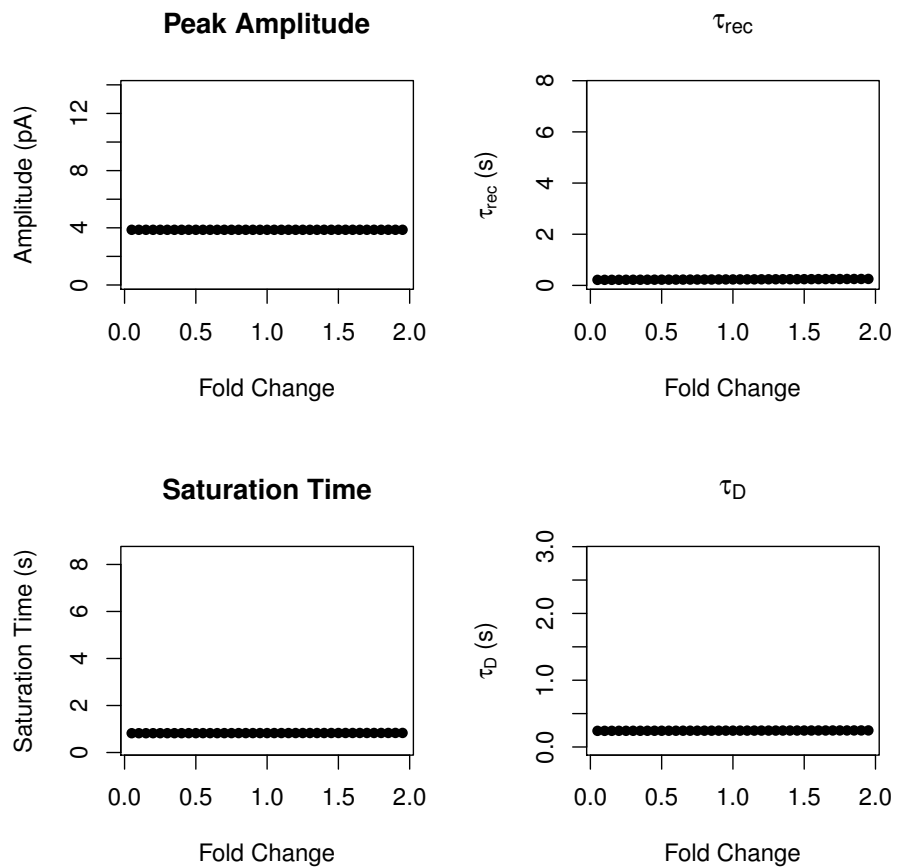 Peak Amplitude
Amplitude (pA)
0 4 8 12
0.0 0.5 1.0 1.5 2.0
Fold Change
τrec
τrec (s)
0 2 4 6 8
0.0 0.5 1.0 1.5 2.0
Fold Change
Saturation Time
Saturation Time (s)
0 2 4 6 8
0.0 0.5 1.0 1.5 2.0
Fold Change
τD
τD (s)
0.0 1.0 2.0 3.0
0.0 0.5 1.0 1.5 2.0
Fold Change